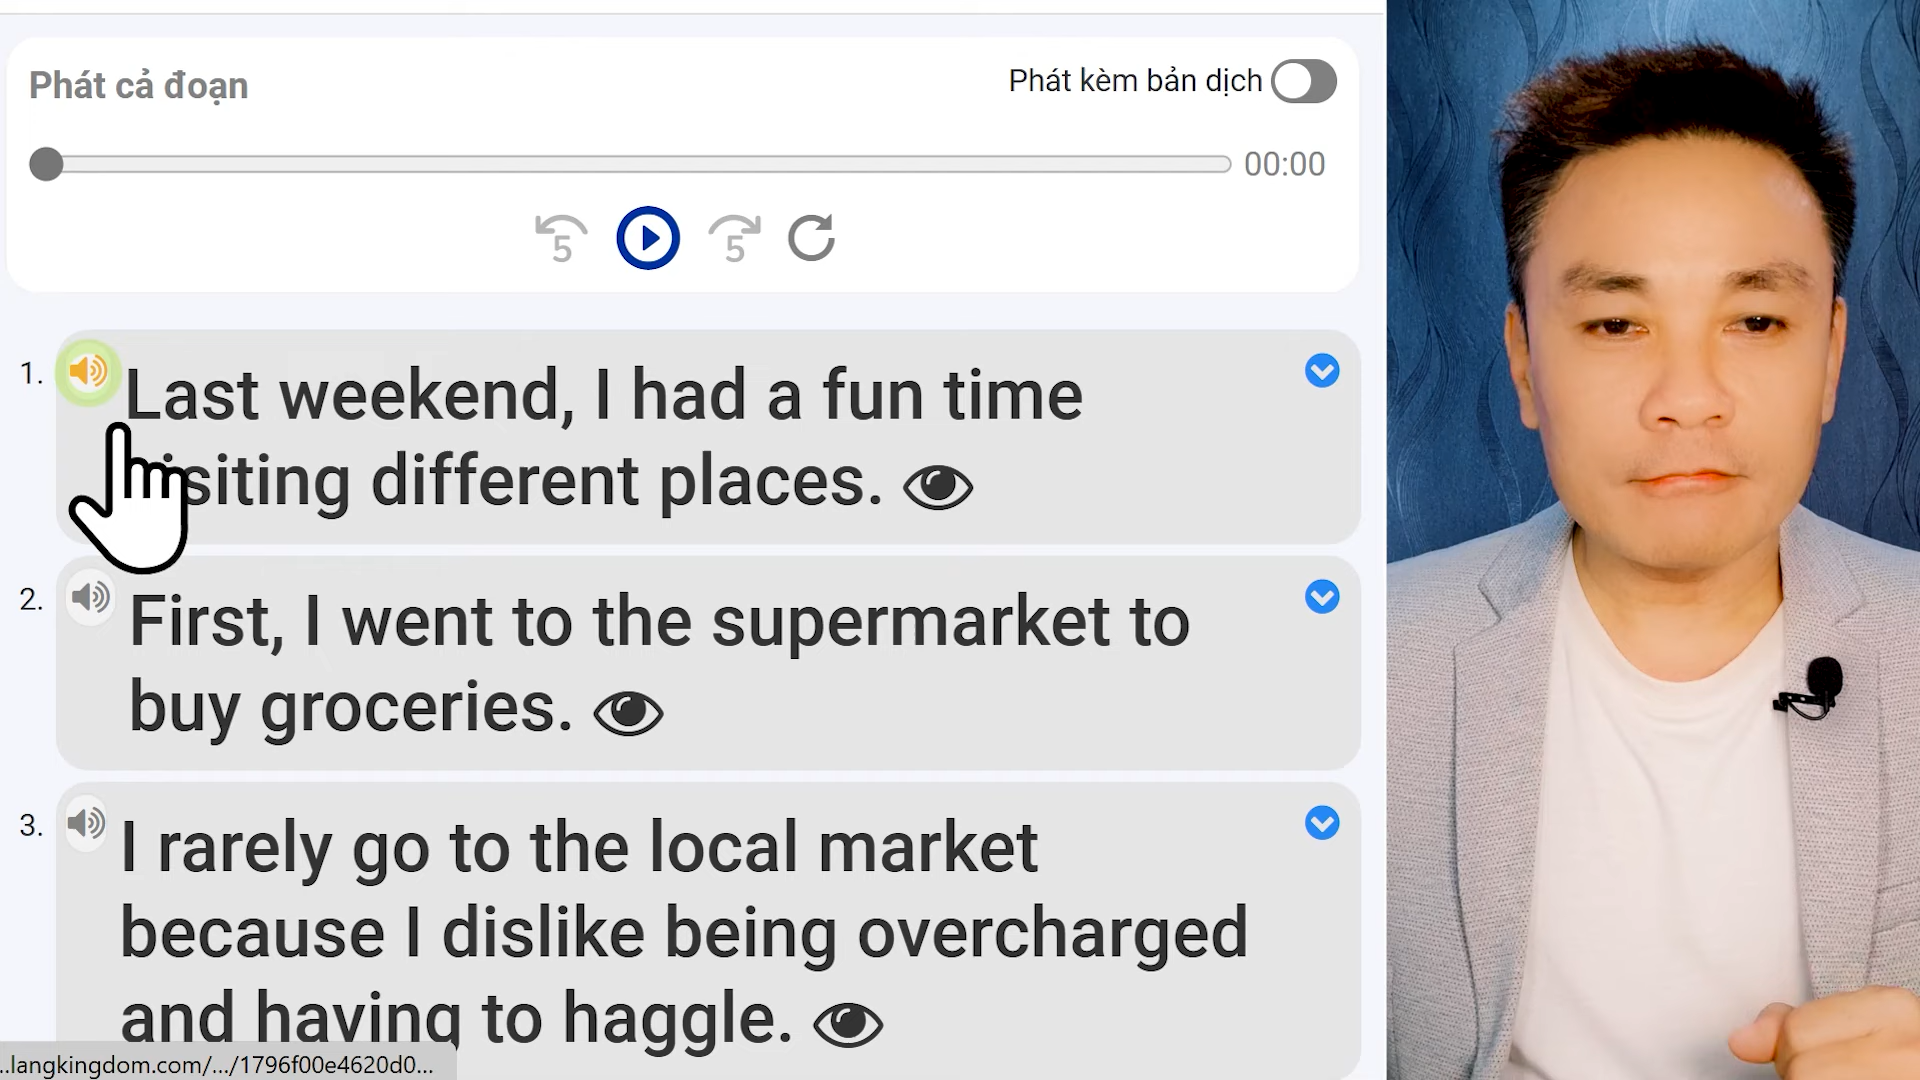 Phát cả đoạn
Phát kèm bản dịch
00:00
5
5
1.
Last weekend, I had a fun time
siting different places.
2.
First, I went to the supermarket to
buy groceries.
3.
I rarely go to the local market
because I dislike being overcharged
and having to haggle.
..langkingdom.com/.../1796f00e4620d0...